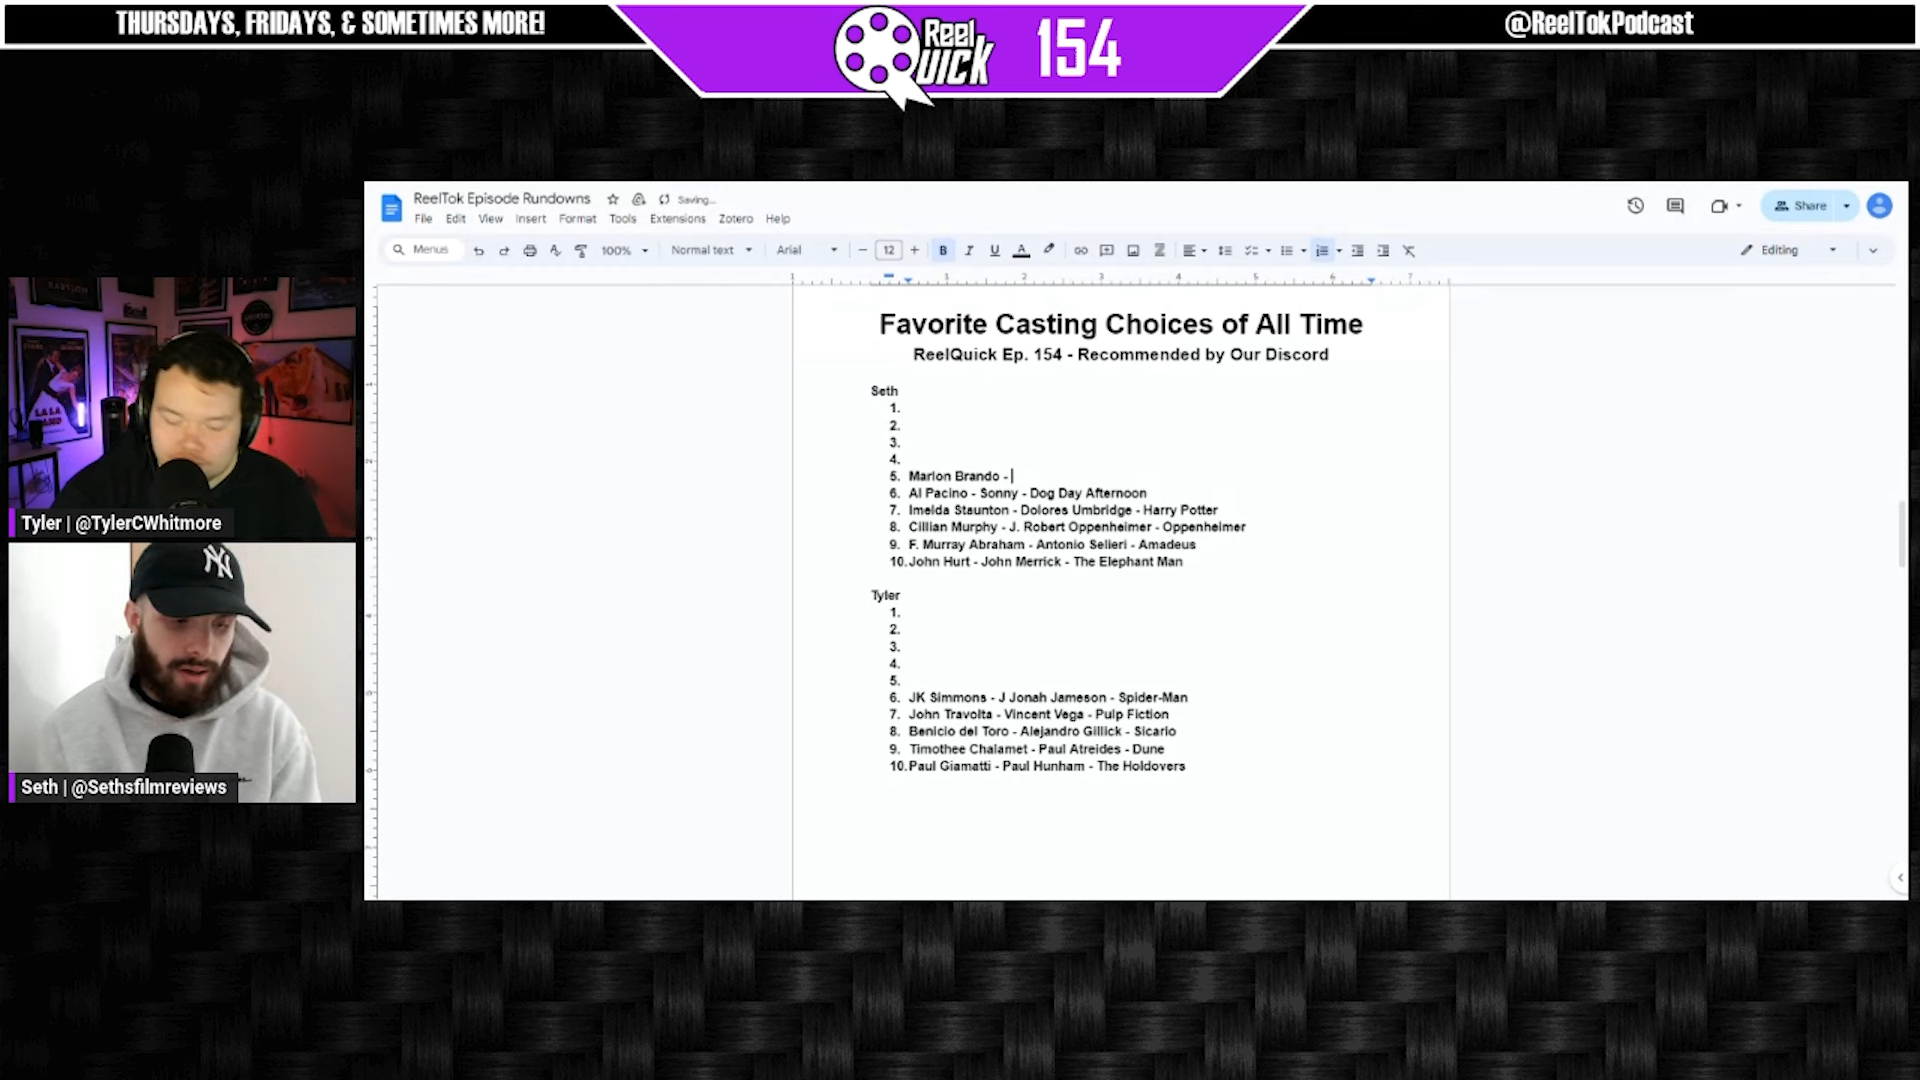 THURSDAYS, FRIDAYS, & SOMETIMES MORE!
Reel QUICK
154
@ReelTokPodcast
ReelTok Episode Rundowns
Saving...
File Edit View Insert Format Tools Extensions Zotero Help
Share
Menus
100%
Normal text
Arial
12
Editing
Favorite Casting Choices of All Time
ReelQuick Ep. 154 - Recommended by Our Discord
Seth
1.
2.
3.
4.
5. Marlon Brando -
6. Al Pacino - Sonny - Dog Day Afternoon
7. Imelda Staunton - Dolores Umbridge - Harry Potter
8. Cillian Murphy - J. Robert Oppenheimer - Oppenheimer
9. F. Murray Abraham - Antonio Selieri - Amadeus
10. John Hurt - John Merrick - The Elephant Man
Tyler
1.
2.
3.
4.
5.
6. JK Simmons - J Jonah Jameson - Spider-Man
7. John Travolta - Vincent Vega - Pulp Fiction
8. Benicio del Toro - Alejandro Gillick - Sicario
9. Timothee Chalamet - Paul Atreides - Dune
10. Paul Giamatti - Paul Hunham - The Holdovers
BABYLON
LA LA LAND
Tyler | @TylerCWhitmore
NY
Seth | @Sethsfilmreviews